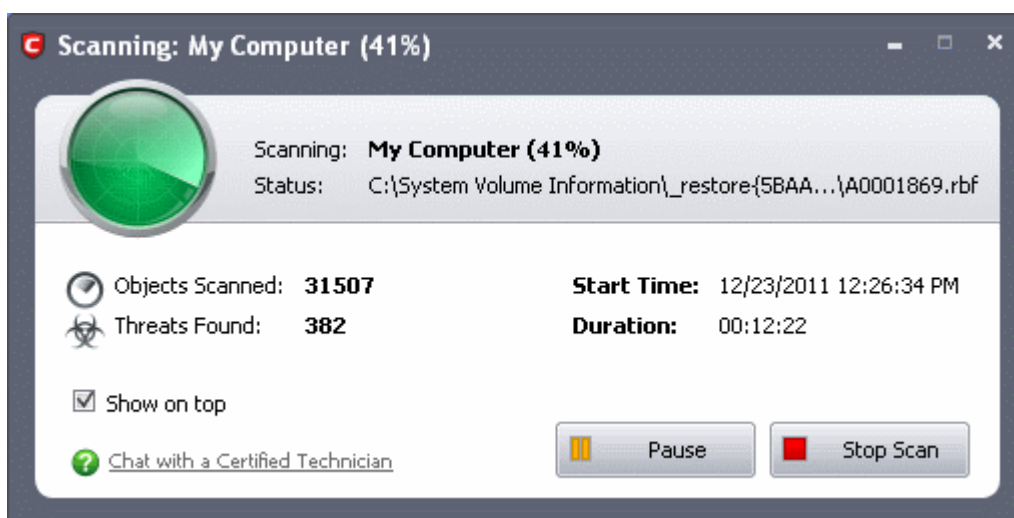 Scanning: My Computer (41%)
Scanning: My Computer (41%)
Status: C:\System Volume Information\_restore{5BAA...\A0001869.rbf
Objects Scanned: 31507
Start Time: 12/23/2011 12:26:34 PM
Threats Found: 382
Duration: 00:12:22
Show on top
Chat with a Certified Technician
Pause
Stop Scan